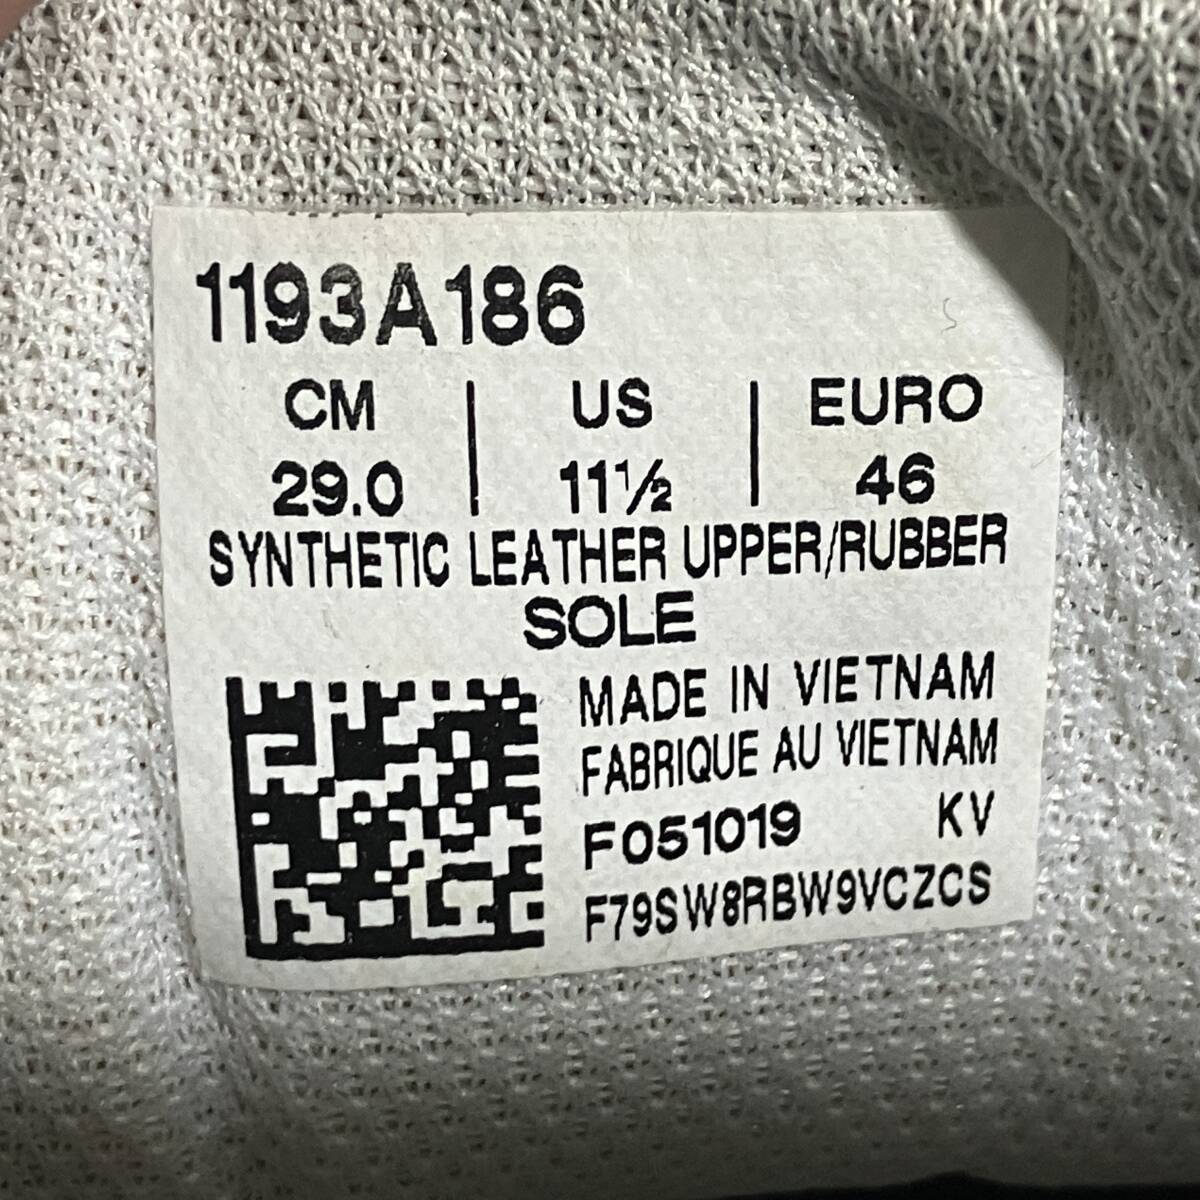 1193A186
CM US EURO
29.0 11½ 46
SYNTHETIC LEATHER UPPER/RUBBER
SOLE
MADE IN VIETNAM
FABRIQUE AU VIETNAM
F051019 KV
F79SW8RBW9VCZCS